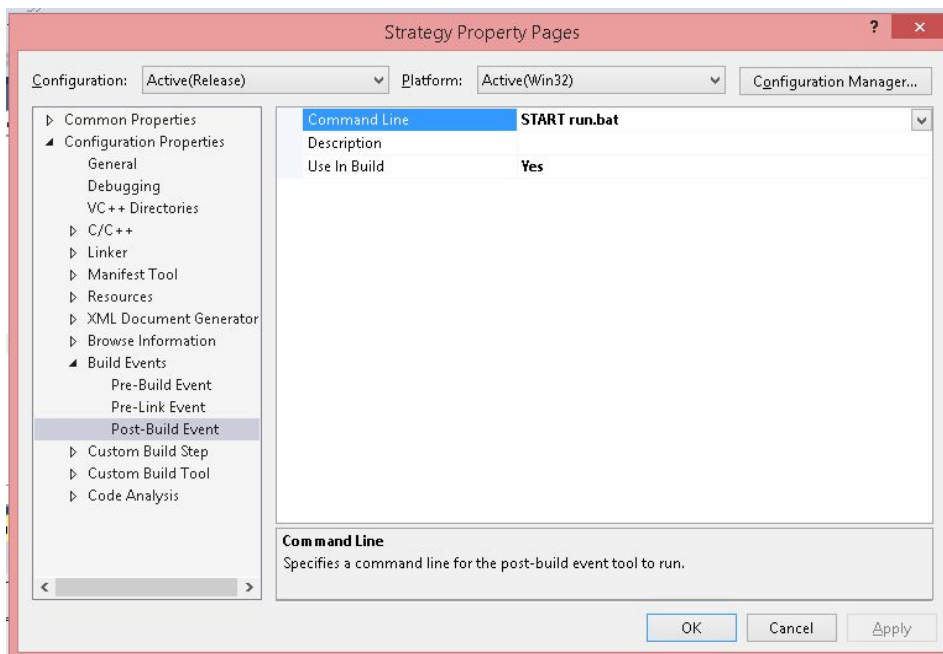 Strategy Property Pages
? ×
Configuration: Active(Release) Platform: Active(Win32) Configuration Manager...
Common Properties
Configuration Properties
General
Debugging
VC++ Directories
C/C++
Linker
Manifest Tool
Resources
XML Document Generator
Browse Information
Build Events
Pre-Build Event
Pre-Link Event
Post-Build Event
Custom Build Step
Custom Build Tool
Code Analysis
Command Line START run.bat
Description
Use In Build Yes
Command Line
Specifies a command line for the post-build event tool to run.
OK Cancel Apply